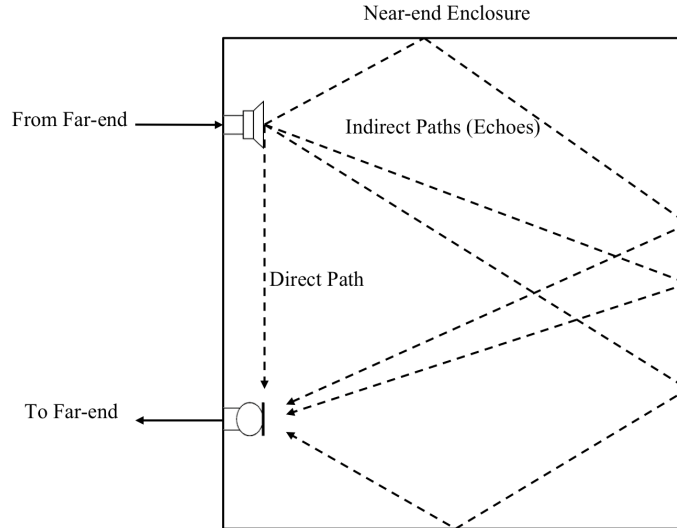 Near-end Enclosure
From Far-end
Indirect Paths (Echoes)
Direct Path
To Far-end